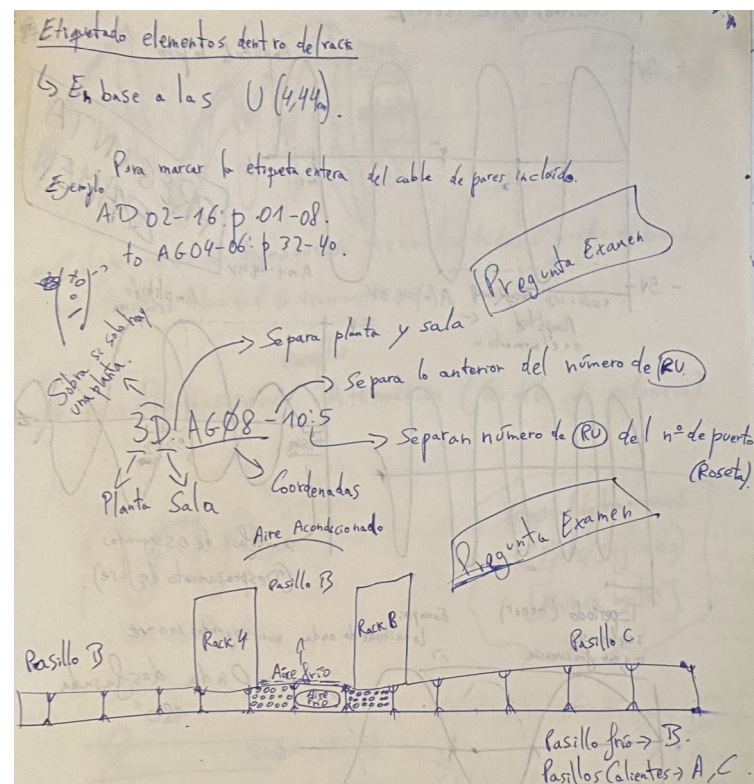 Etiquetado elementos dentro del rack
↳ En base a las U (4,44cm).
Para marcar la etiqueta entera del cable de pares incluido.
Ejemplo
AD02-16:p 01-08.
to AG04-06:p 32-40.
Pregunta Examen
Sobra si solo hay
una planta.
→ Separa planta y sala
→ Separa lo anterior del número de RU
3D.AG08-10:5
→ Separan número de RU del nº de puerto
(Roseta).
Planta Sala
Coordenadas
Aire Acondicionado
Pregunta Examen
Pasillo B
Rack 4
Rack B
Pasillo B
Aire frío
Aire frío
Pasillo C
Pasillo frío → B.
Pasillos Calientes → A, C.